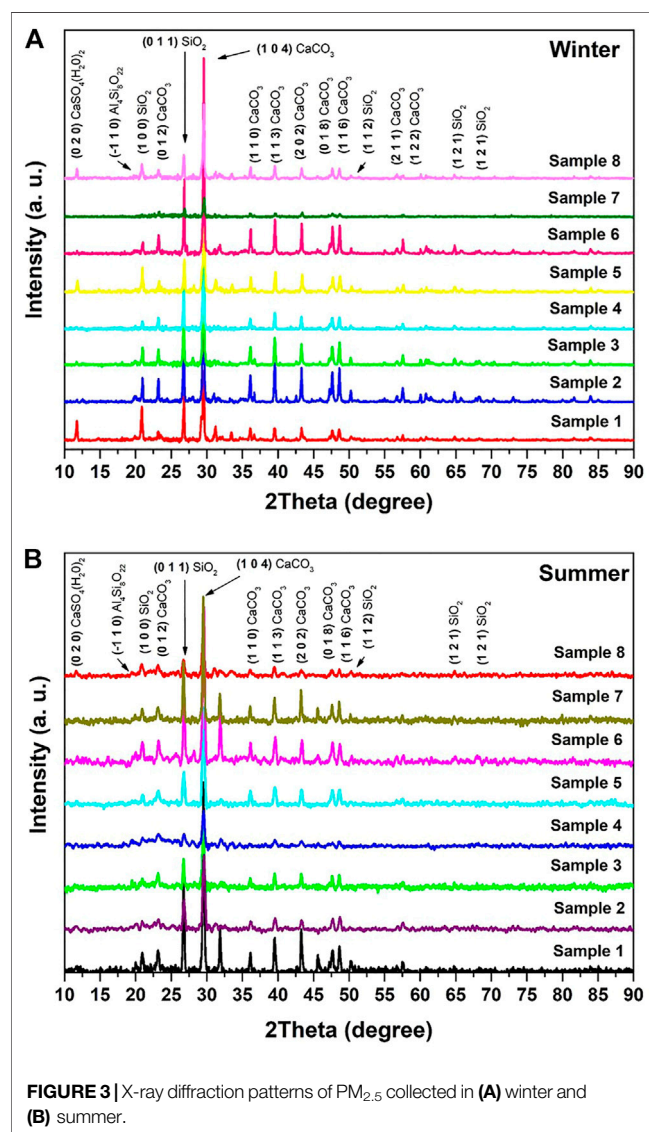 A
Winter
(0 1 1) SiO₂
(1 0 4) CaCO₃
(0 2 0) CaSO₄(H₂0)₂
(-1 1 0) Al₄Si₈O₂₂
(1 0 0) SiO₂
(0 1 2) CaCO₃
(1 1 0) CaCO₃
(1 1 3) CaCO₃
(2 0 2) CaCO₃
(0 1 8) CaCO₃
(1 1 6) CaCO₃
(1 1 2) SiO₂
(2 1 1) CaCO₃
(1 2 2) CaCO₃
(1 2 1) SiO₂
(1 2 1) SiO₂
Sample 8
Sample 7
Sample 6
Sample 5
Sample 4
Sample 3
Sample 2
Sample 1
Intensity (a. u.)
10 15 20 25 30 35 40 45 50 55 60 65 70 75 80 85 90
2Theta (degree)
B
Summer
(0 1 1) SiO₂
(1 0 4) CaCO₃
(0 2 0) CaSO₄(H₂0)₂
(-1 1 0) Al₄Si₈O₂₂
(1 0 0) SiO₂
(0 1 2) CaCO₃
(1 1 0) CaCO₃
(1 1 3) CaCO₃
(2 0 2) CaCO₃
(0 1 8) CaCO₃
(1 1 6) CaCO₃
(1 1 2) SiO₂
(1 2 1) SiO₂
(1 2 1) SiO₂
Sample 8
Sample 7
Sample 6
Sample 5
Sample 4
Sample 3
Sample 2
Sample 1
Intensity (a. u.)
10 15 20 25 30 35 40 45 50 55 60 65 70 75 80 85 90
2Theta (degree)
FIGURE 3 | X-ray diffraction patterns of PM₂.₅ collected in (A) winter and
(B) summer.